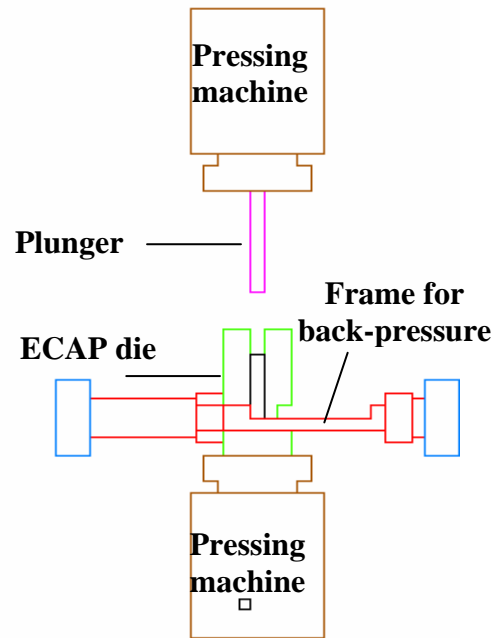 Pressing
machine
Plunger
Frame for
back-pressure
ECAP die
Pressing
machine